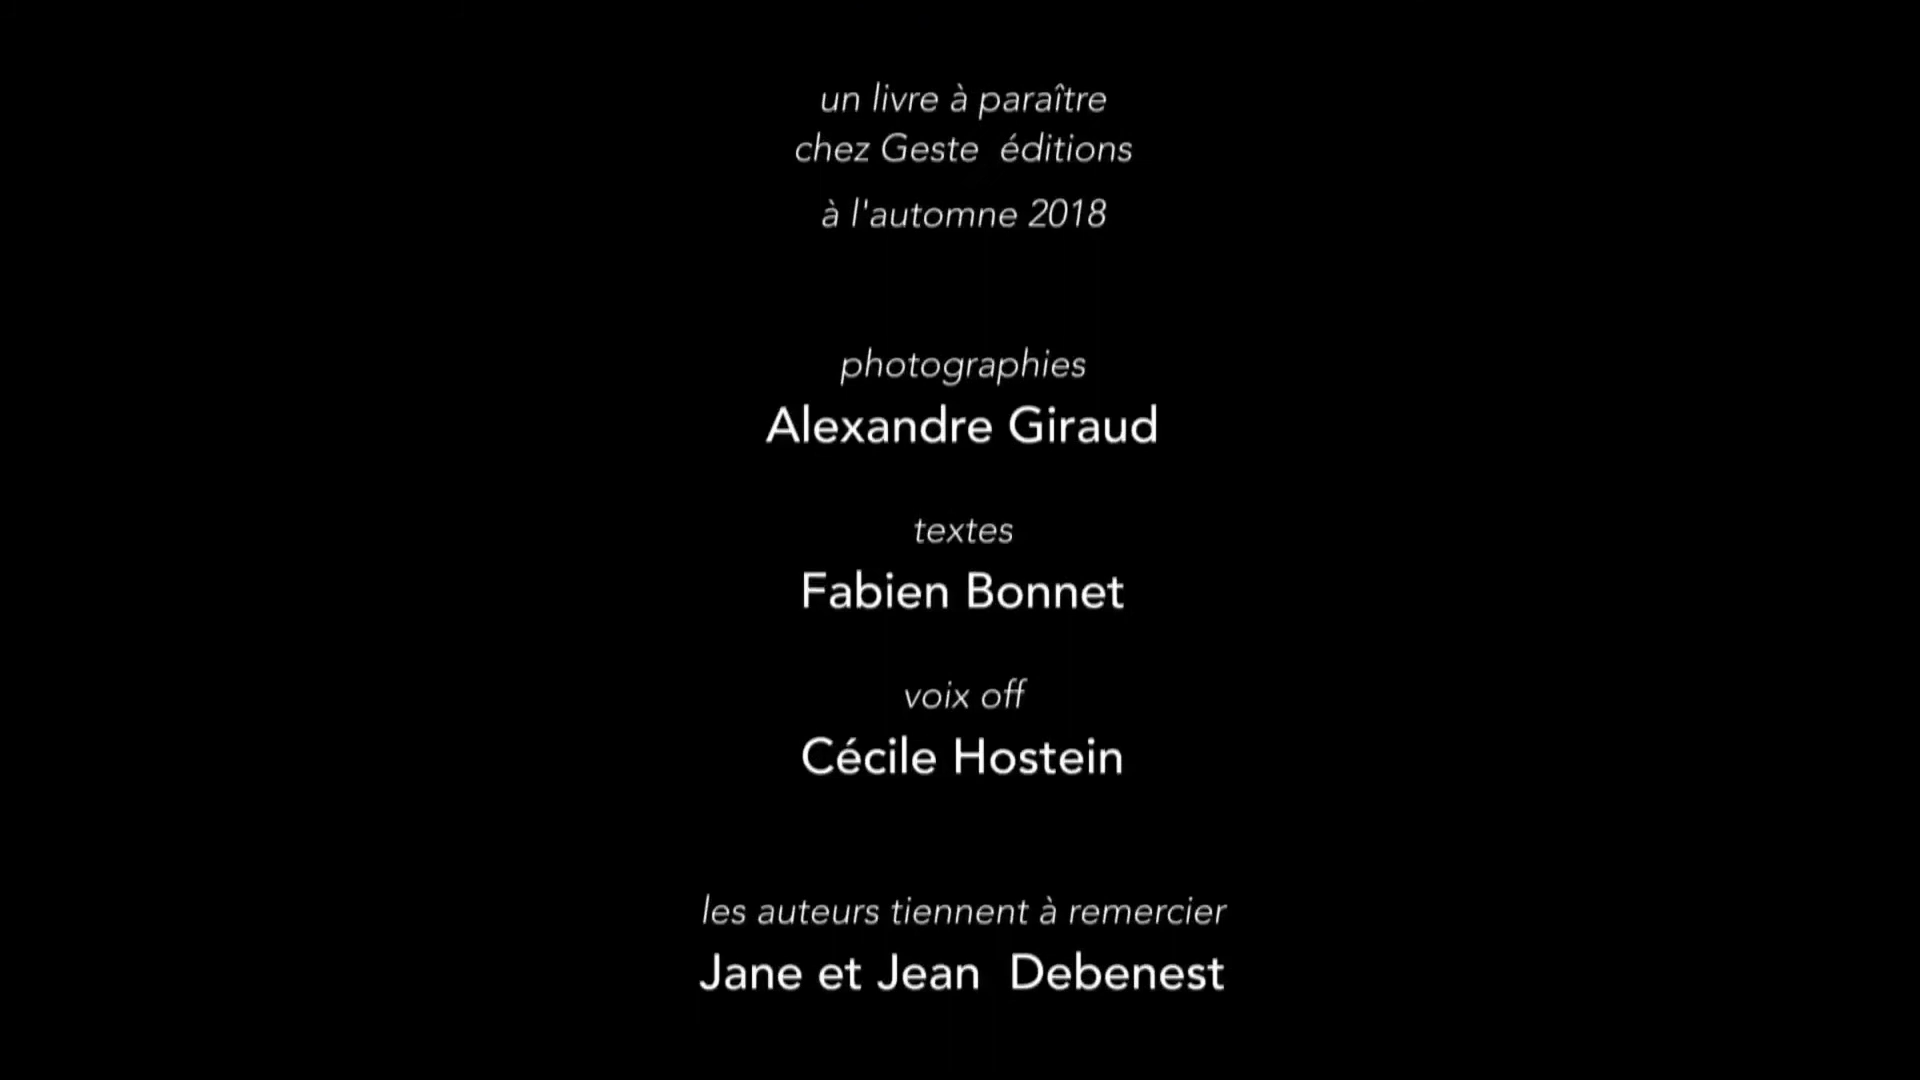 un livre à paraître
chez Geste  éditions
à l'automne 2018
photographies
Alexandre Giraud
textes
Fabien Bonnet
voix off
Cécile Hostein
les auteurs tiennent à remercier
Jane et Jean  Debenest